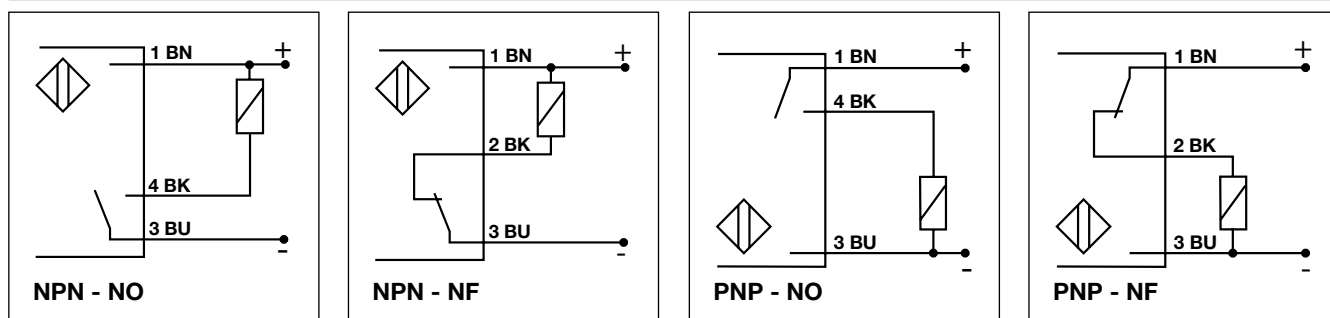 1 BN
+
4 BK
3 BU
-
NPN - NO
1 BN
+
2 BK
3 BU
-
NPN - NF
1 BN
+
4 BK
3 BU
-
PNP - NO
1 BN
+
2 BK
3 BU
-
PNP - NF